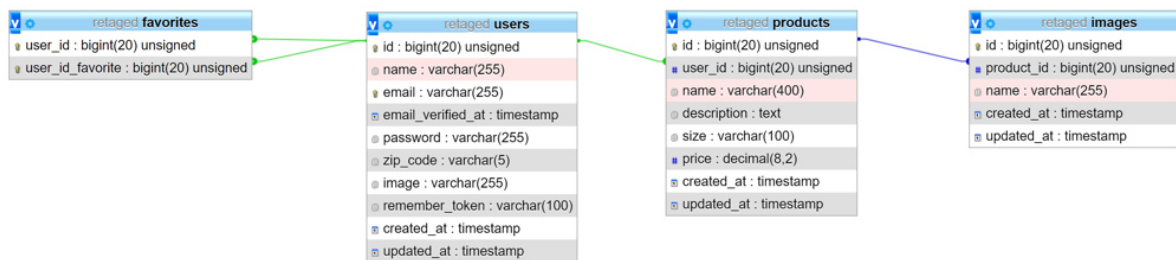 retaged favorites
user_id : bigint(20) unsigned
user_id_favorite : bigint(20) unsigned
retaged users
id : bigint(20) unsigned
name : varchar(255)
email : varchar(255)
email_verified_at : timestamp
password : varchar(255)
zip_code : varchar(5)
image : varchar(255)
remember_token : varchar(100)
created_at : timestamp
updated_at : timestamp
retaged products
id : bigint(20) unsigned
user_id : bigint(20) unsigned
name : varchar(400)
description : text
size : varchar(100)
price : decimal(8,2)
created_at : timestamp
updated_at : timestamp
retaged images
id : bigint(20) unsigned
product_id : bigint(20) unsigned
name : varchar(255)
created_at : timestamp
updated_at : timestamp